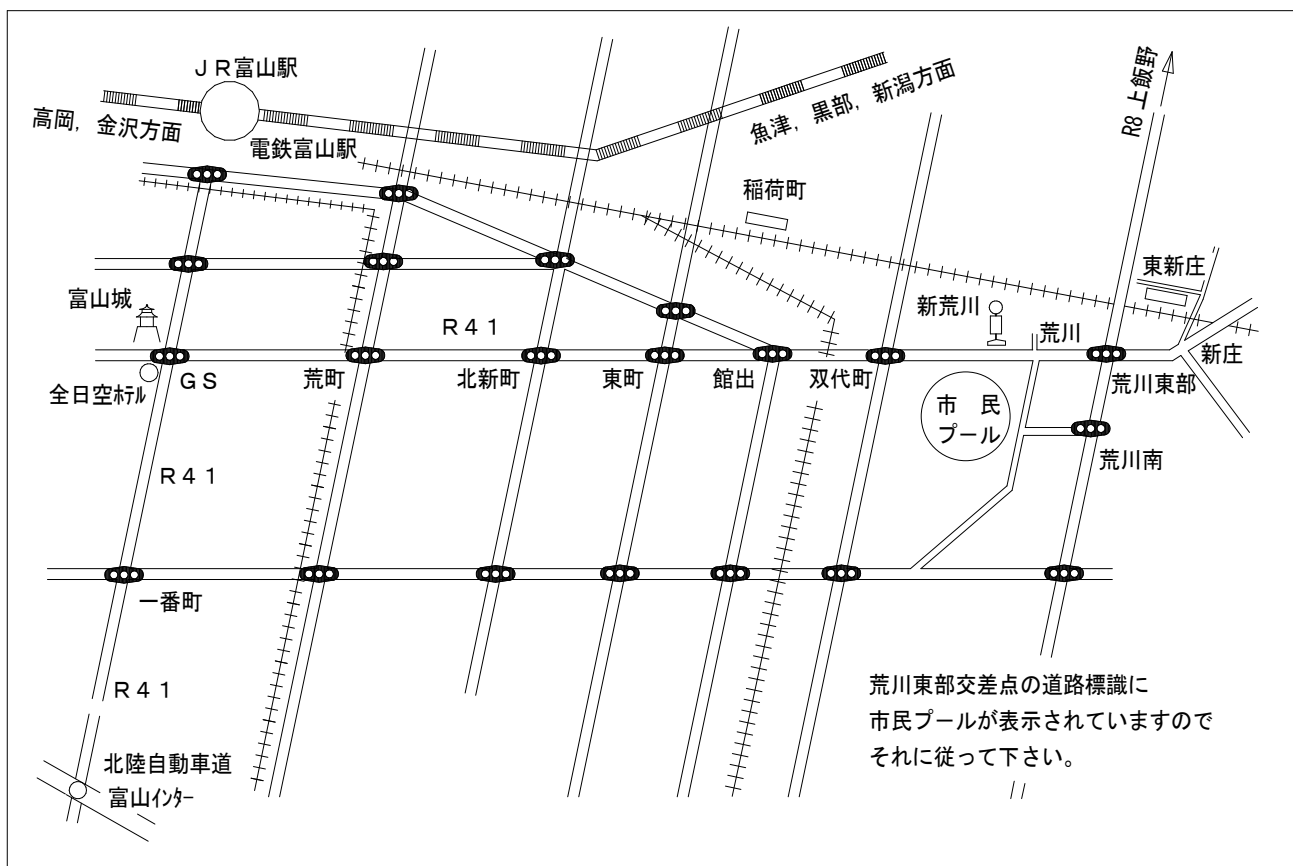 JR富山駅
高岡，金沢方面
電鉄富山駅
魚津，黒部，新潟方面
R8 上飯野
稲荷町
東新庄
富山城
R41
新荒川
荒川
新庄
全日空ﾎﾃﾙ
GS
荒町
北新町
東町
館出
双代町
市民
プール
荒川東部
荒川南
R41
一番町
R41
北陸自動車道
富山ｲﾝﾀｰ
荒川東部交差点の道路標識に
市民プールが表示されていますので
それに従って下さい。